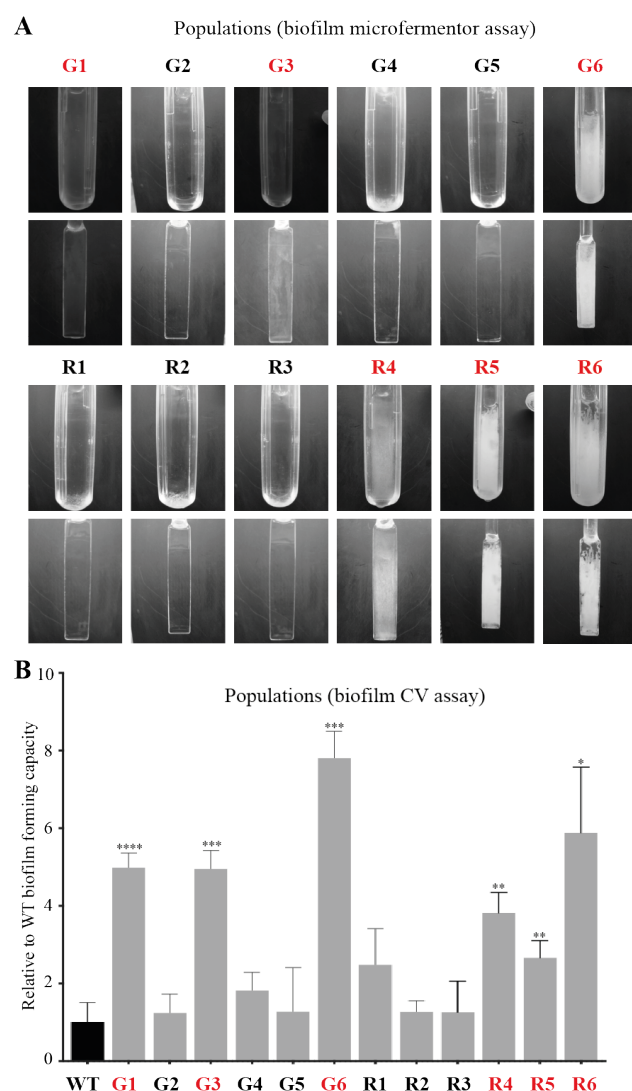 A
Populations (biofilm microfermentor assay)
G1 G2 G3 G4 G5 G6
R1 R2 R3 R4 R5 R6
B
Populations (biofilm CV assay)
Relative to WT biofilm forming capacity
10
8
6
4
2
0
**** *** *** ** ** *
WT G1 G2 G3 G4 G5 G6 R1 R2 R3 R4 R5 R6